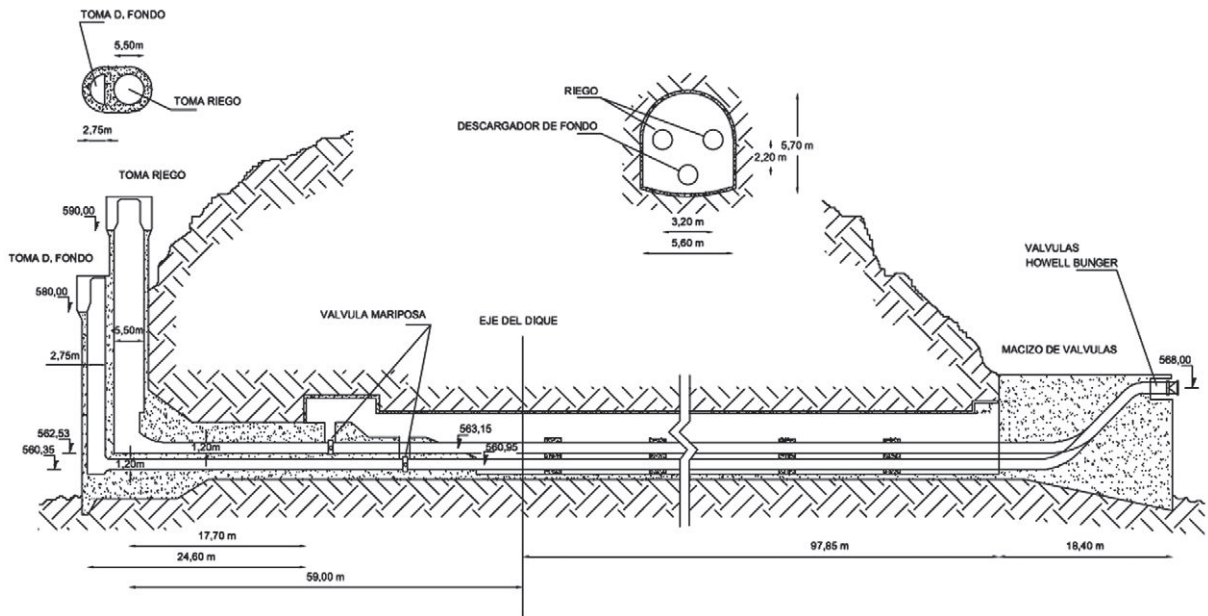 TOMA D. FONDO
5,50m
TOMA RIEGO
2,75m
RIEGO
DESCARGADOR DE FONDO
2,20m
5,70 m
3,20 m
5,60m
TOMA RIEGO
590,00
TOMA D. FONDO
580,00
VALVULA MARIPOSA
EJE DEL DIQUE
VALVULAS
HOWELL BUNGER
MACIZO DE VALVULAS
568,00
5,50m
2,75m
562,53
560,35
1,20m
1,20m
563,15
560,95
17,70 m
24,60 m
59,00 m
97,85m
18,40 m